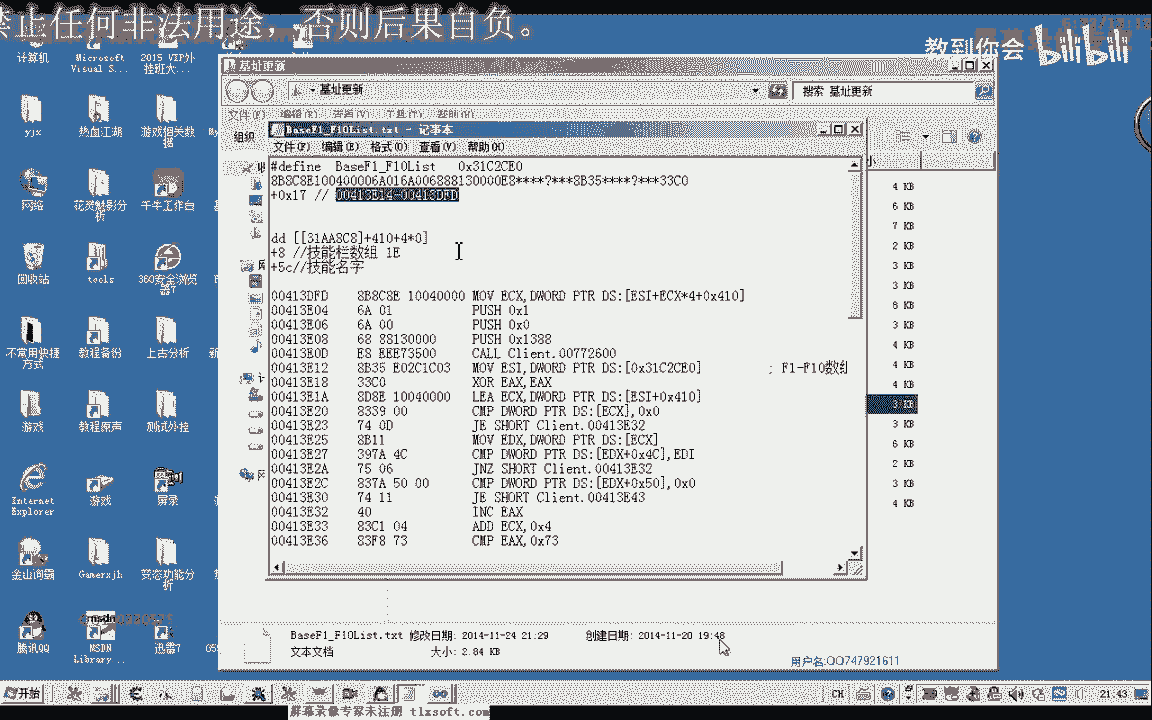 禁止任何非法用途，否则后果自负。
教到你会 bilibili
计算机
Microsoft Visual S...
2015 VIP外挂班大...
yjx
热血江湖
游戏相关数据
网络
花灵魅影分析
千牛工作台
回收站
tools
360安全浏览器7
不常用快捷方式
教程备份
上古分析
游戏
教程原声
测试外挂
Internet Explorer
游戏
屏录
金山词霸
Gamerxjh
变态功能分析
腾讯QQ
MSDN Library ...
迅雷7
基址更新
基址更新
搜索 基址更新
文件(F) 编辑(E) 查看(V) 工具(T) 帮助(H)
组织
BaseF1_F10List.txt - 记事本
文件(F) 编辑(E) 格式(O) 查看(V) 帮助(H)
#define BaseF1_F10List 0x31C2CE0
8B8C8E100400006A016A006888130000E8****?***8B35****?***33C0
+0x17 // 00413E14-00413DFD
dd [[31AA8C8]+410+4*0]
+8 //技能栏数组 1E
+5c//技能名字
00413DFD 8B8C8E 10040000 MOV ECX,DWORD PTR DS:[ESI+ECX*4+0x410]
00413E04 6A 01 PUSH 0x1
00413E06 6A 00 PUSH 0x0
00413E08 68 88130000 PUSH 0x1388
00413E0D E8 EEE73500 CALL Client.00772600
00413E12 8B35 E02C1C03 MOV ESI,DWORD PTR DS:[0x31C2CE0] ; F1-F10数组
00413E18 33C0 XOR EAX,EAX
00413E1A 8D8E 10040000 LEA ECX,DWORD PTR DS:[ESI+0x410]
00413E20 8339 00 CMP DWORD PTR DS:[ECX],0x0
00413E23 74 0D JE SHORT Client.00413E32
00413E25 8B11 MOV EDX,DWORD PTR DS:[ECX]
00413E27 397A 4C CMP DWORD PTR DS:[EDX+0x4C],EDI
00413E2A 75 06 JNZ SHORT Client.00413E32
00413E2C 837A 50 00 CMP DWORD PTR DS:[EDX+0x50],0x0
00413E30 74 11 JE SHORT Client.00413E43
00413E32 40 INC EAX
00413E33 83C1 04 ADD ECX,0x4
00413E36 83F8 73 CMP EAX,0x73
4 KB
6 KB
7 KB
2 KB
3 KB
3 KB
8 KB
3 KB
4 KB
4 KB
4 KB
3 KB
3 KB
6 KB
2 KB
3 KB
4 KB
BaseF1_F10List.txt 修改日期: 2014-11-24 21:29 创建日期: 2014-11-20 19:48
文本文档 大小: 2.84 KB
用户名:QQ747921611
开始
CH
21:43
屏幕录像专家未注册 tlxsoft.com